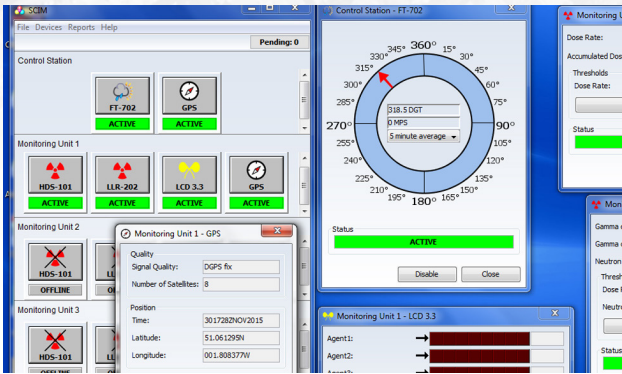 SCIM
File Devices Reports Help
Pending: 0
Control Station
FT-702
GPS
ACTIVE
ACTIVE
Monitoring Unit 1
HDS-101
LLR-202
LCD 3.3
GPS
ACTIVE
ACTIVE
ACTIVE
ACTIVE
Monitoring Unit 2
HDS-101
OFFLINE
Monitoring Unit 3
HDS-101
Monitoring Unit 1 - GPS
Quality
Signal Quality:
DGPS fix
Number of Satellites:
8
Position
Time:
301728ZNOV2015
Latitude:
51.061295N
Longitude:
001.808377W
Control Station - FT-702
360°
15°
30°
45°
60°
75°
90°
105°
120°
135°
150°
165°
180°
195°
210°
225°
240°
255°
270°
285°
300°
315°
330°
345°
318.5 DGT
0 MPS
5 minute average
Status
ACTIVE
Disable
Close
Monitoring Unit 1 - LCD 3.3
Agent1:
Agent2:
Monitoring
Dose Rate:
Accumulated Dos
Thresholds
Dose Rate:
Status
Mon
Gamma
Gamma
Neutron
Thresh
Dose
Neutr
Status